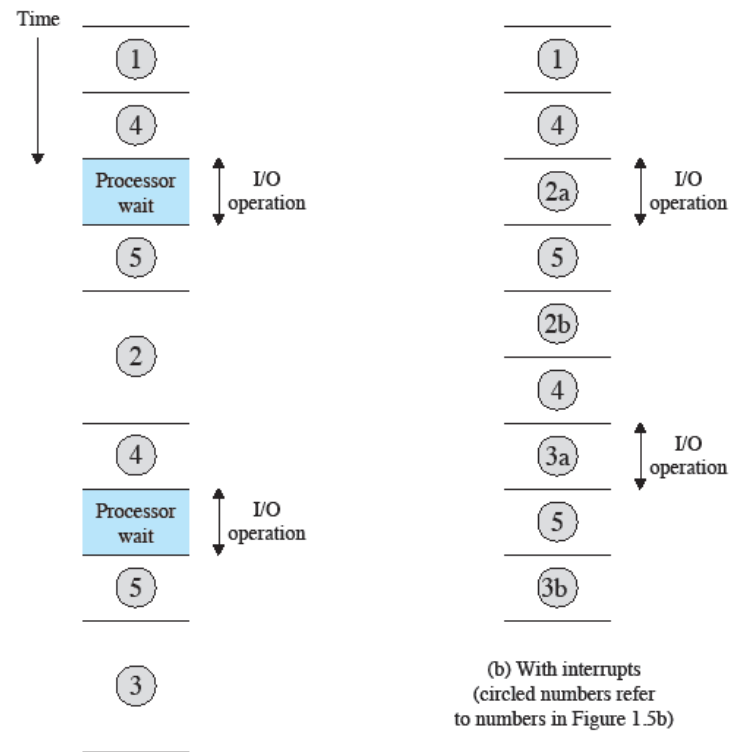 Time
1
4
Processor
wait
I/O
operation
5
2
4
Processor
wait
I/O
operation
5
3
1
4
2a
I/O
operation
5
2b
4
3a
I/O
operation
5
3b
(b) With interrupts
(circled numbers refer
to numbers in Figure 1.5b)